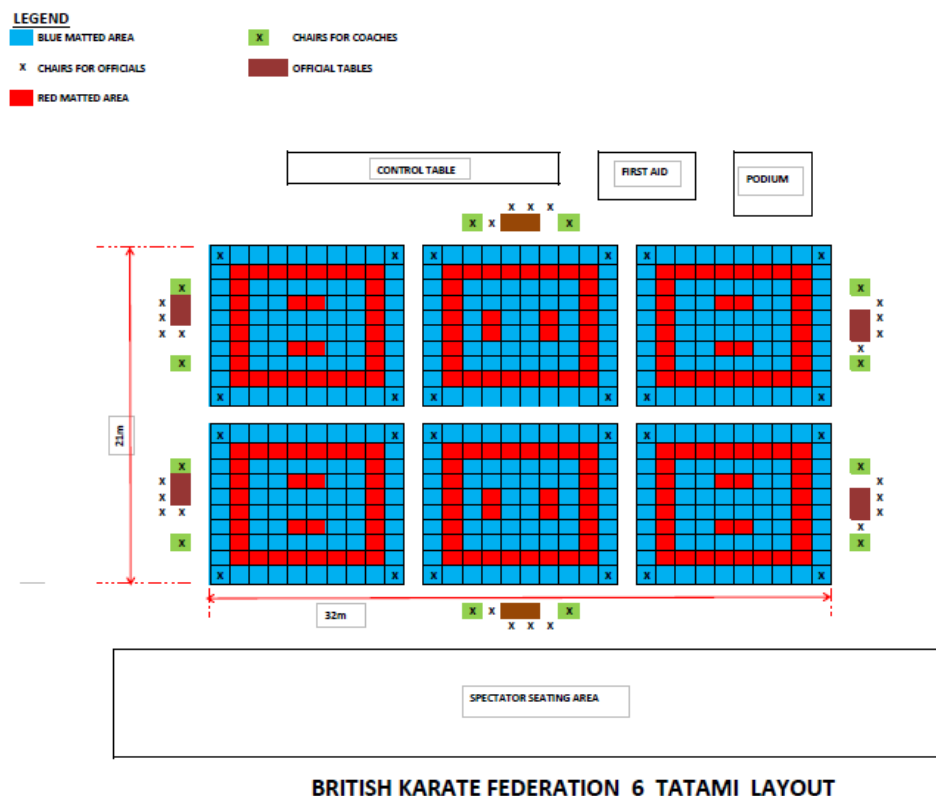 LEGEND
BLUE MATTED AREA
X CHAIRS FOR COACHES
X CHAIRS FOR OFFICIALS
OFFICIAL TABLES
RED MATTED AREA
CONTROL TABLE
FIRST AID
PODIUM
X X X
X X X
X X X X X X
X X
X X
X X
X X X
X X
X X
X X X X X X
X X X X X X
X X
X X
X X
X X X
X X
X X
X X X X X X
21m
32m
X X X
X X X
SPECTATOR SEATING AREA
BRITISH KARATE FEDERATION 6 TATAMI LAYOUT